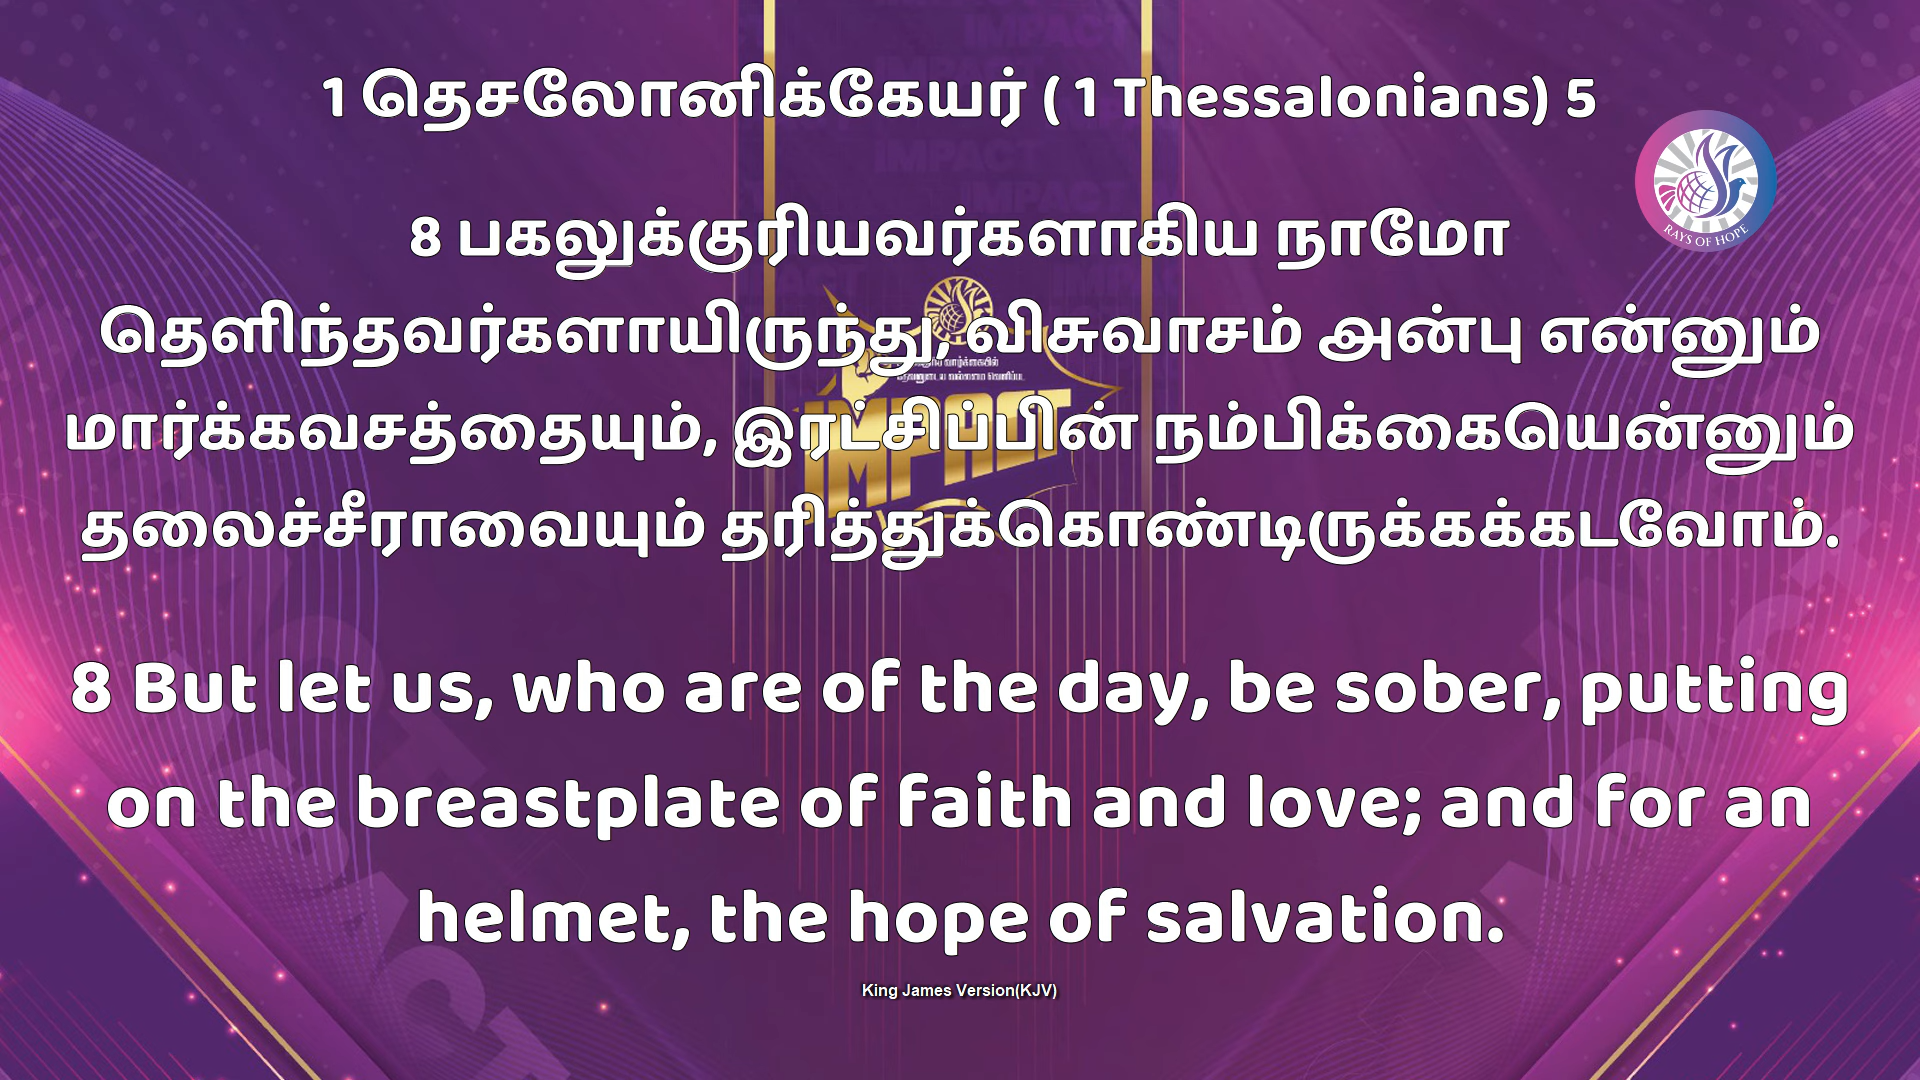 1 தெசலோனிக்கேயர் ( 1 Thessalonians) 5
RAYS OF HOPE
8 பகலுக்குரியவர்களாகிய நாமோ
தெளிந்தவர்களாயிருந்து, விசுவாசம் அன்பு என்னும்
மார்க்கவசத்தையும், இரட்சிப்பின் நம்பிக்கையென்னும்
தலைச்சீராவையும் தரித்துக்கொண்டிருக்கக்கடவோம்.
IMPACT
8 But let us, who are of the day, be sober, putting
on the breastplate of faith and love; and for an
helmet, the hope of salvation.
King James Version(KJV)